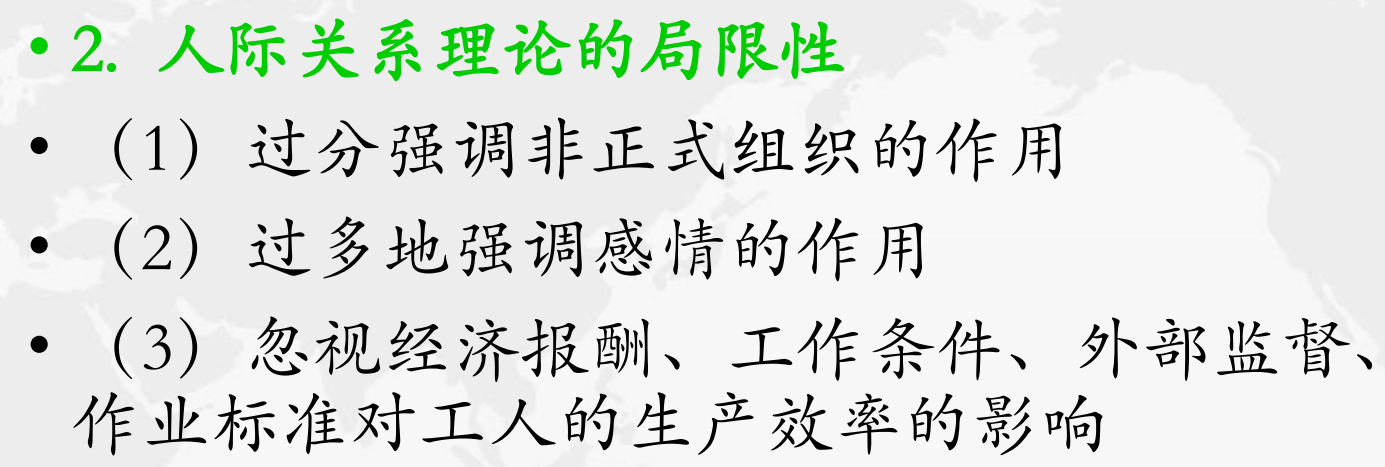 • 2. 人际关系理论的局限性
• （1）过分强调非正式组织的作用
• （2）过多地强调感情的作用
• （3）忽视经济报酬、工作条件、外部监督、
作业标准对工人的生产效率的影响